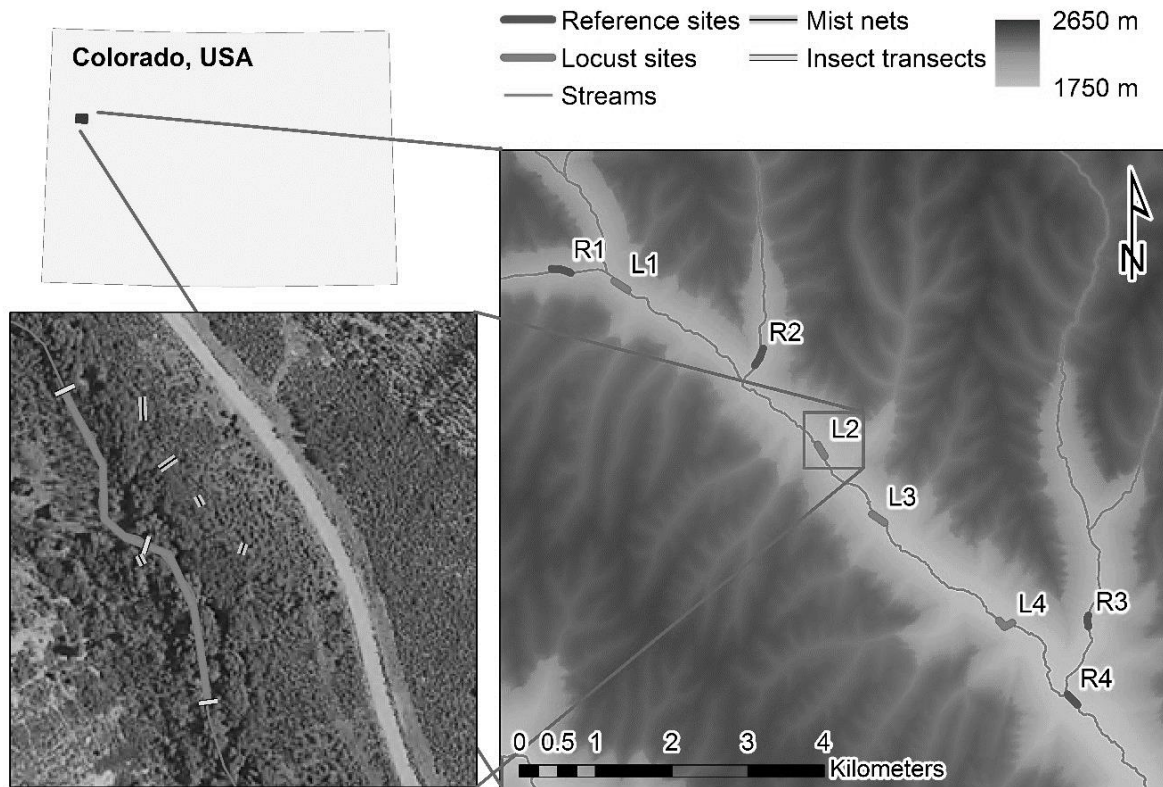 Colorado, USA
Reference sites
Mist nets
Locust sites
Insect transects
Streams
2650 m
1750 m
N
R1
L1
R2
L2
L3
L4
R3
R4
0 0.5 1 2 3 4
Kilometers